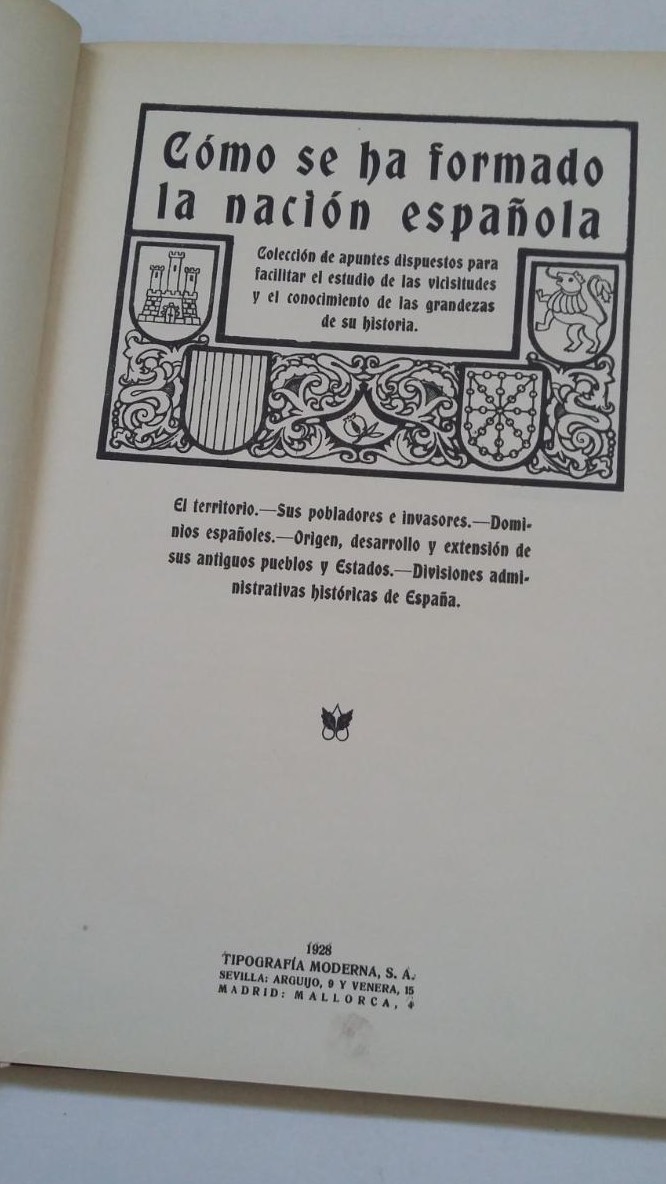 Cómo se ha formado
la nación española
Colección de apuntes dispuestos para
facilitar el estudio de las vicisitudes
y el conocimiento de las grandezas
de su historia.
El territorio.—Sus pobladores e invasores.—Domi-
nios españoles.—Origen, desarrollo y extensión de
sus antiguos pueblos y Estados.—Divisiones admi-
nistrativas históricas de España.
1928
TIPOGRAFÍA MODERNA, S. A.
SEVILLA: ARGUIJO, 9 Y VENERA, 15
MADRID: MALLORCA, 4